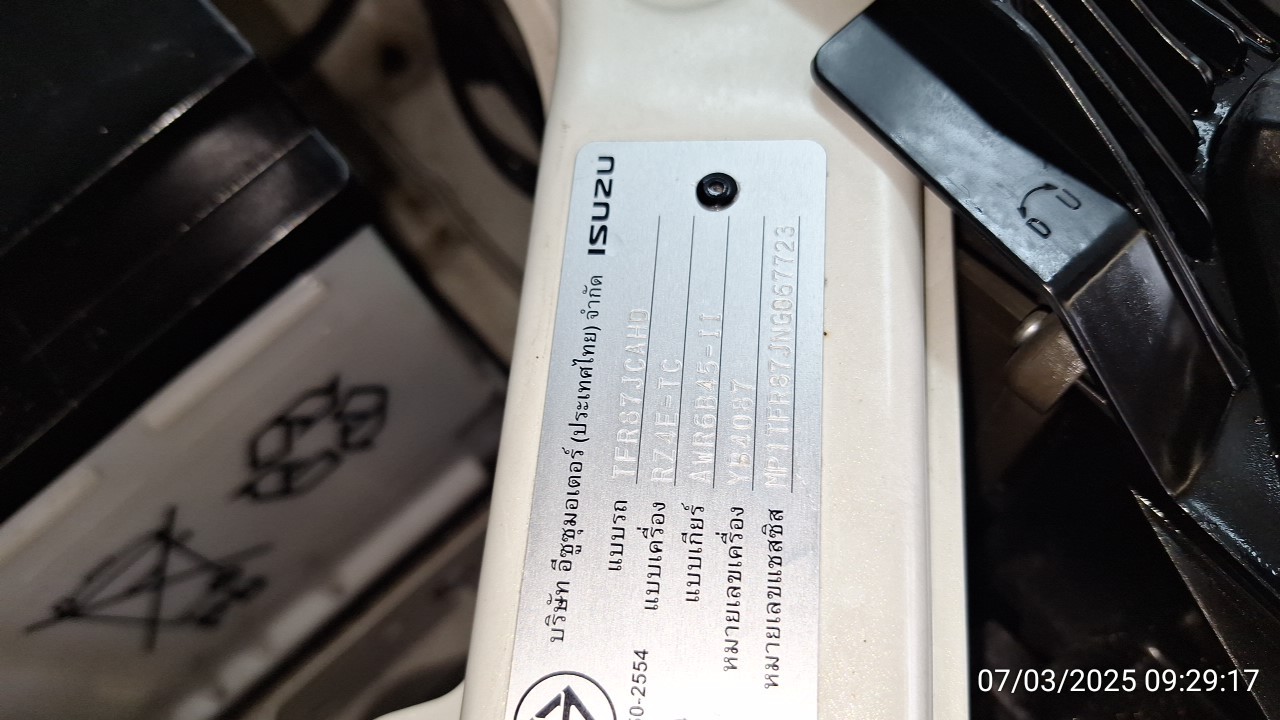 บริษัท อีซูซุมอเตอร์ (ประเทศไทย) จำกัด ISUZU
แบบรถ TFR87JCAHD
แบบเครื่อง RZ4E-TC
แบบเกียร์ AWR6B45-II
หมายเลขเครื่อง YB4087
หมายเลขแชสซิส MP1TFR87JNG067723
50-2554
D U
07/03/2025 09:29:17